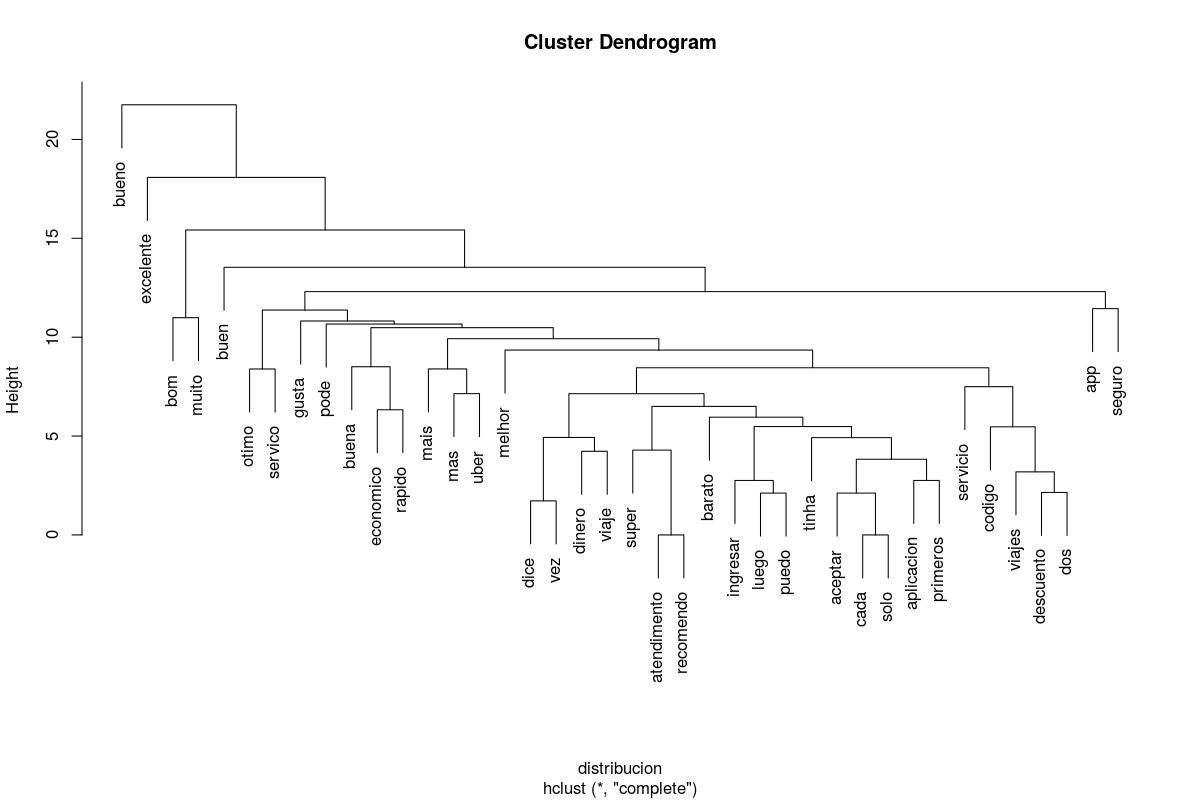 Cluster Dendrogram
Height
20
15
10
5
0
bueno
excelente
bom
muito
buen
otimo
servico
gusta
pode
buena
economico
rapido
mais
mas
uber
melhor
dice
vez
dinero
viaje
super
atendimento
recomendo
barato
ingresar
luego
puedo
tinha
aceptar
cada
solo
aplicacion
primeros
servicio
codigo
viajes
descuento
dos
app
seguro
distribucion
hclust (*, "complete")